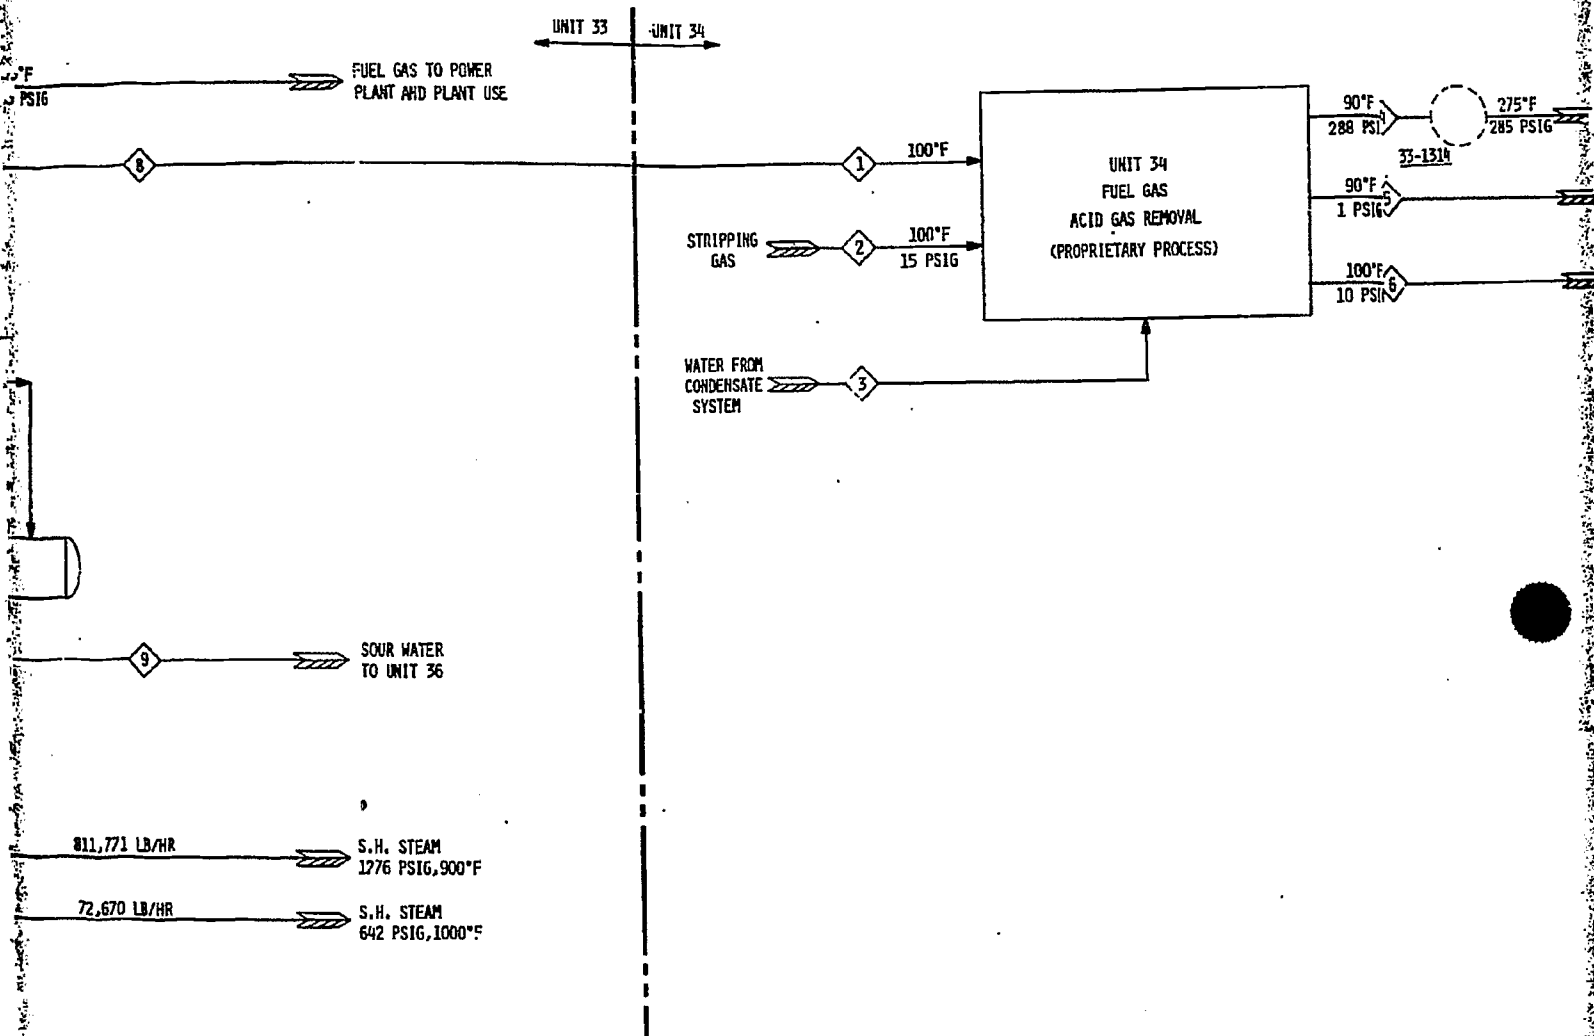 UNIT 33
UNIT 34
°F
PSIG
FUEL GAS TO POWER
PLANT AND PLANT USE
8
1
100°F
UNIT 34
FUEL GAS
ACID GAS REMOVAL
(PROPRIETARY PROCESS)
90°F
288 PSI
275°F
285 PSIG
33-1314
90°F
1 PSIG
5
STRIPPING
GAS
2
100°F
15 PSIG
100°F
10 PSI
6
WATER FROM
CONDENSATE
SYSTEM
3
9
SOUR WATER
TO UNIT 36
811,771 LB/HR
S.H. STEAM
1276 PSIG,900°F
72,670 LB/HR
S.H. STEAM
642 PSIG,1000°F